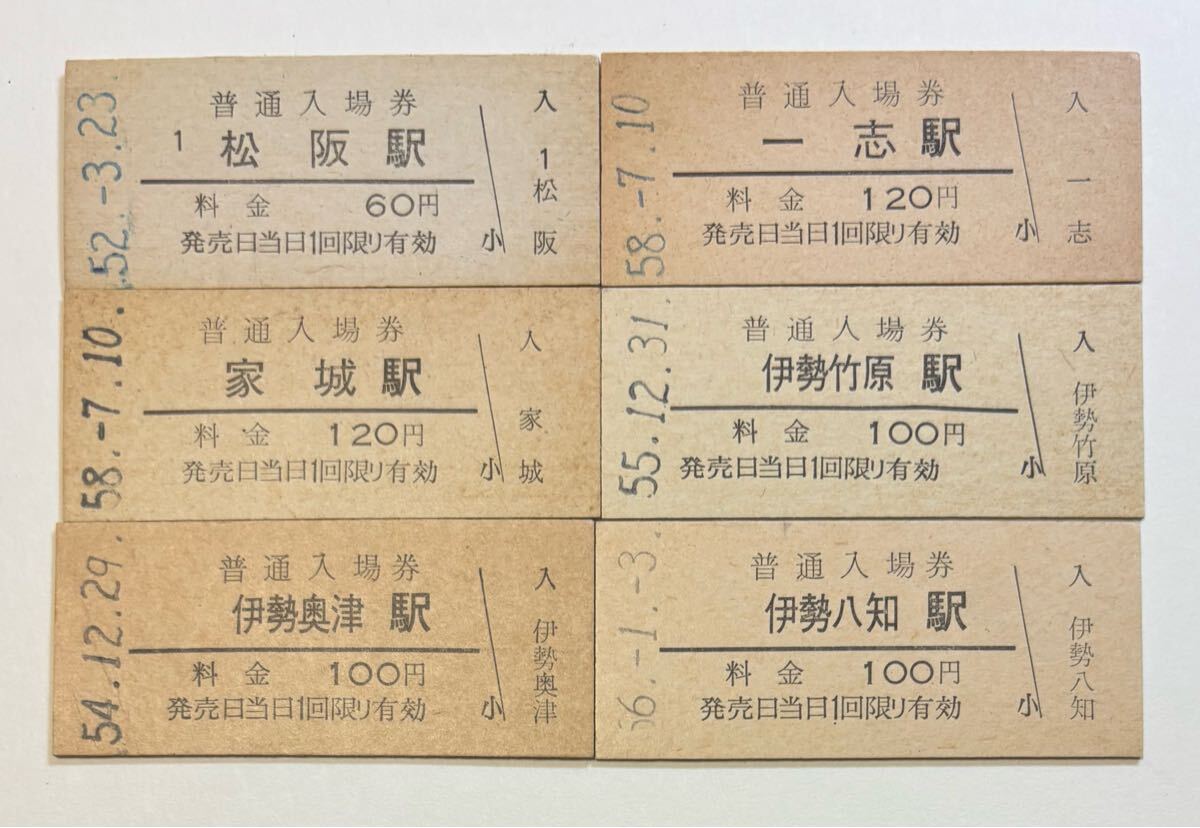 52.-3.23.
普通入場券
1 松阪駅
料金 60円
発売日当日1回限り有効 小
入
1
松阪
58.-7.10
普通入場券
一志駅
料金 120円
発売日当日1回限り有効 小
入
一志
58.-7.10.
普通入場券
家城駅
料金 120円
発売日当日1回限り有効 小
入
家城
55.12.31.
普通入場券
伊勢竹原駅
料金 100円
発売日当日1回限り有効 小
入
伊勢竹原
54.12.29.
普通入場券
伊勢奥津駅
料金 100円
発売日当日1回限り有効 小
入
伊勢奥津
56.-1.-3.
普通入場券
伊勢八知駅
料金 100円
発売日当日1回限り有効 小
入
伊勢八知